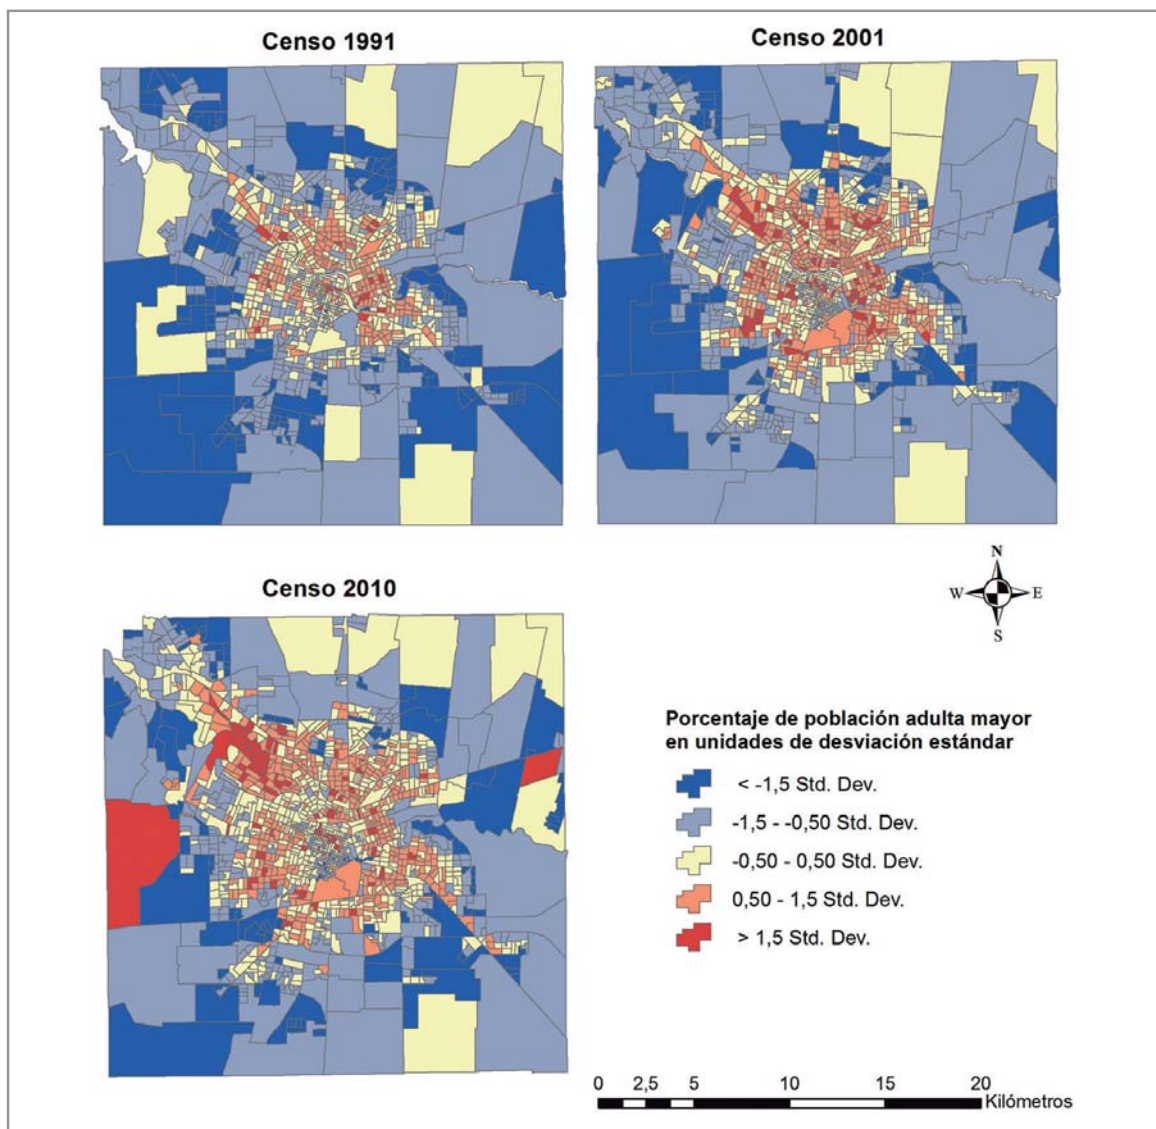 Censo 1991
Censo 2001
Censo 2010
N
W E
S
Porcentaje de población adulta mayor
en unidades de desviación estándar
< -1,5 Std. Dev.
-1,5 - -0,50 Std. Dev.
-0,50 - 0,50 Std. Dev.
0,50 - 1,5 Std. Dev.
> 1,5 Std. Dev.
0 2,5 5 10 15 20
Kilómetros